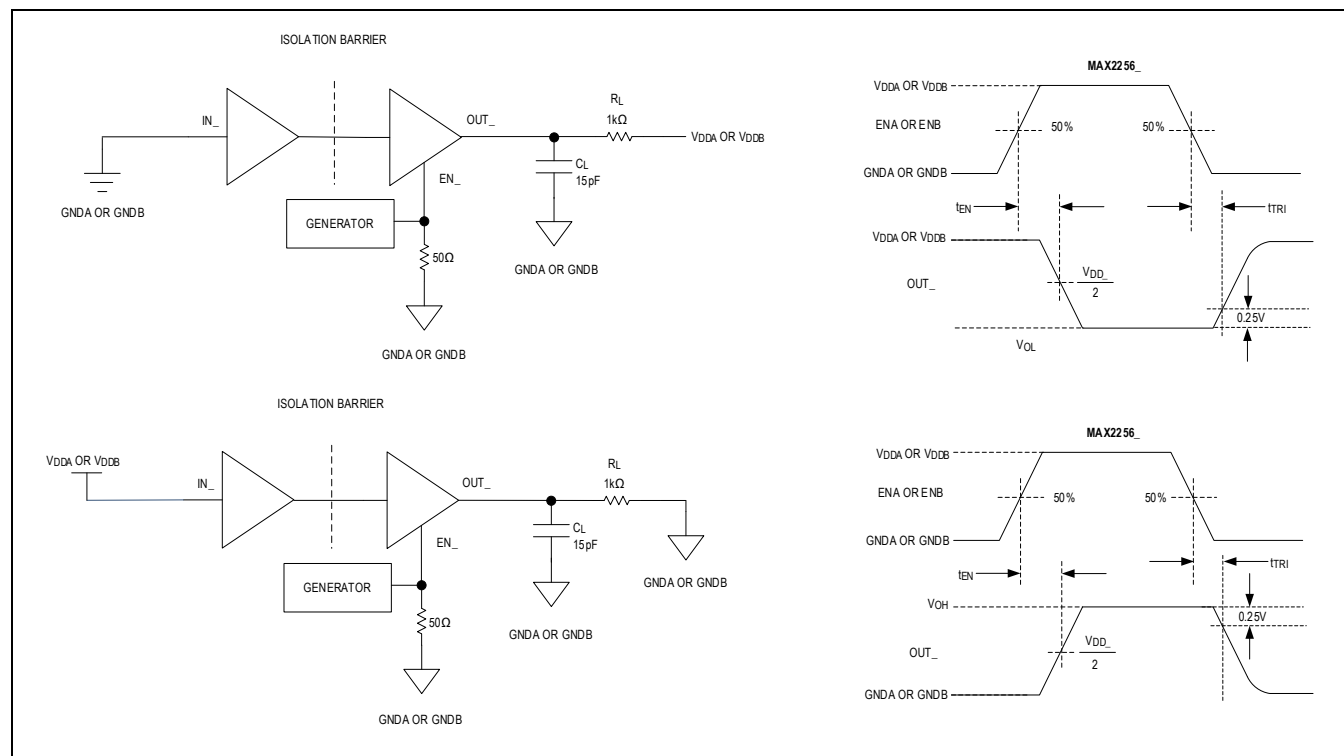 ISOLATION BARRIER
IN_
OUT_
RL
1kΩ
VDDA OR VDDB
CL
15pF
EN_
GNDA OR GNDB
GENERATOR
50Ω
GNDA OR GNDB
GNDA OR GNDB
MAX2256_
VDDA OR VDDB
ENA OR ENB
50%
50%
GNDA OR GNDB
tEN
tTRI
VDDA OR VDDB
OUT_
VDD_
2
0.25V
VOL
ISOLATION BARRIER
VDDA OR VDDB
IN_
OUT_
RL
1kΩ
CL
15pF
EN_
GENERATOR
GNDA OR GNDB
50Ω
GNDA OR GNDB
GNDA OR GNDB
MAX2256_
VDDA OR VDDB
ENA OR ENB
50%
50%
GNDA OR GNDB
tEN
tTRI
VOH
0.25V
OUT_
VDD_
2
GNDA OR GNDB